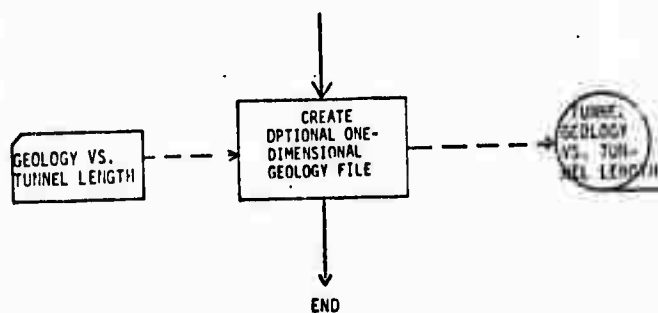 CREATE
OPTIONAL ONE-
DIMENSIONAL
GEOLOGY FILE
GEOLOGY VS.
TUNNEL LENGTH
TUNNEL
GEOLOGY
VS. TUN-
NEL LENGTH
END